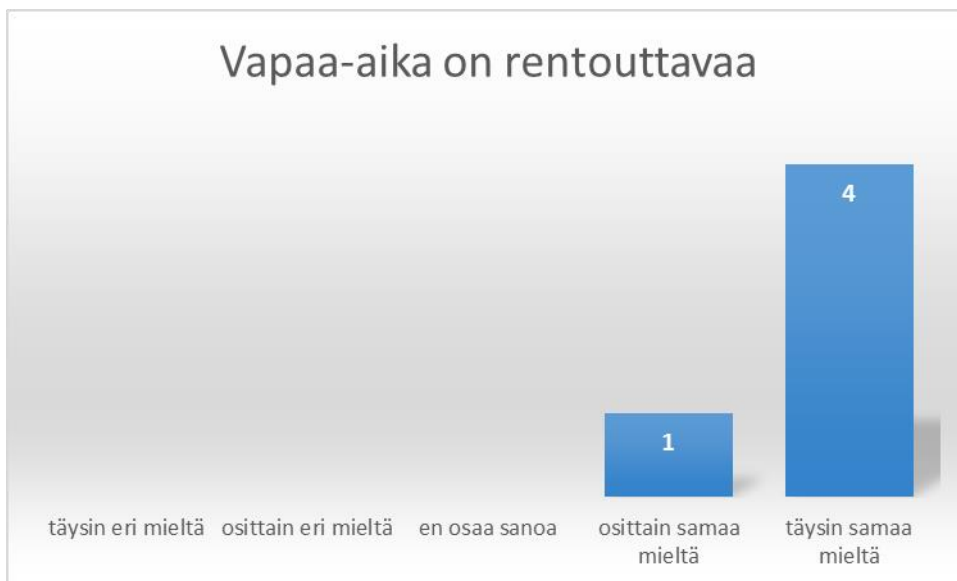 Vapaa-aika on rentouttavaa
4
1
täysin eri mieltä osittain eri mieltä en osaa sanoa osittain samaa mieltä täysin samaa mieltä